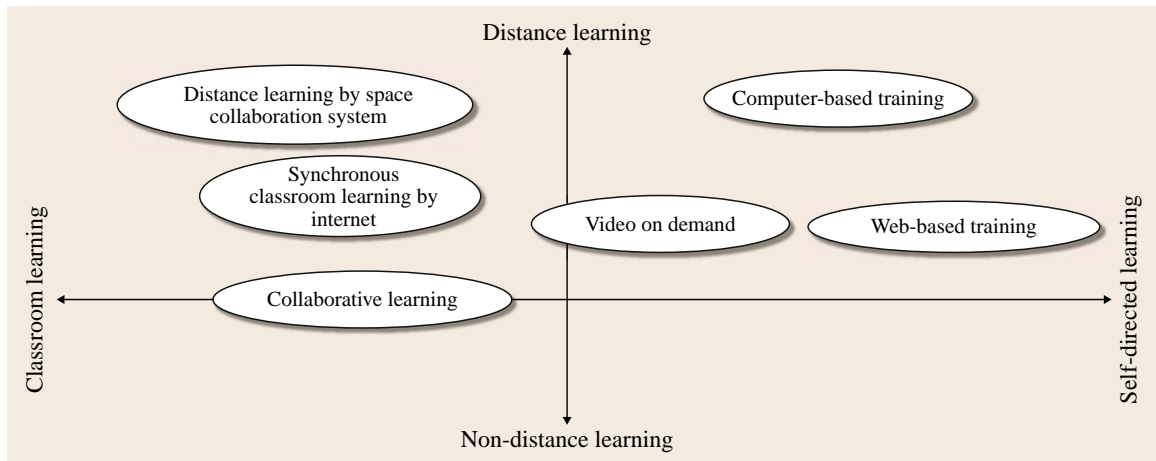 Distance learning
Distance learning by space
collaboration system
Computer-based training
Synchronous
classroom learning by
internet
Video on demand
Web-based training
Classroom learning
Collaborative learning
Self-directed learning
Non-distance learning